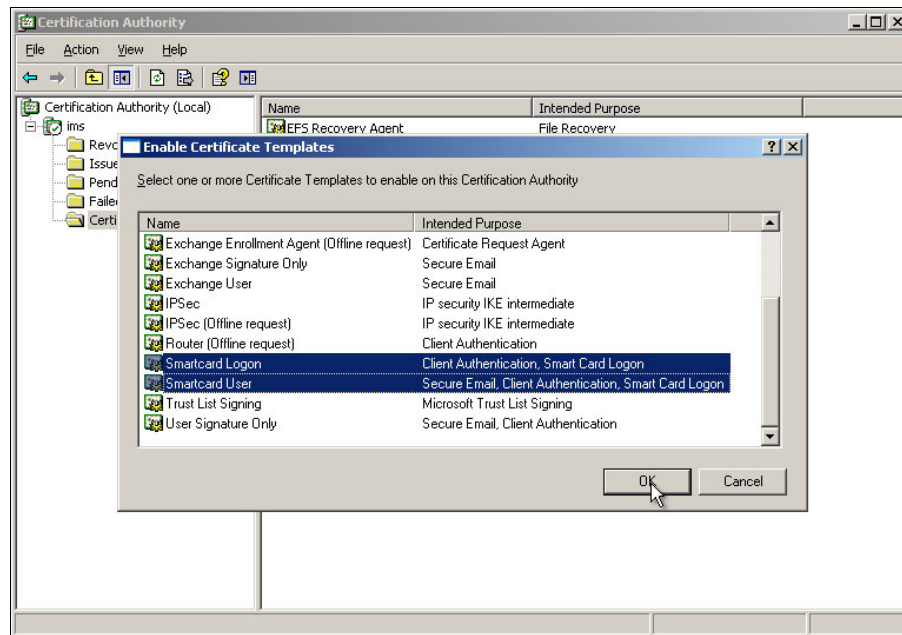 Certification Authority
File Action View Help
Certification Authority (Local)
Name Intended Purpose
ims
EFS Recovery Agent File Recovery
Revo
Issue
Pend
Faile
Certi
Enable Certificate Templates
Select one or more Certificate Templates to enable on this Certification Authority
Name Intended Purpose
Exchange Enrollment Agent (Offline request) Certificate Request Agent
Exchange Signature Only Secure Email
Exchange User Secure Email
IPSec IP security IKE intermediate
IPSec (Offline request) IP security IKE intermediate
Router (Offline request) Client Authentication
Smartcard Logon Client Authentication, Smart Card Logon
Smartcard User Secure Email, Client Authentication, Smart Card Logon
Trust List Signing Microsoft Trust List Signing
User Signature Only Secure Email, Client Authentication
OK Cancel